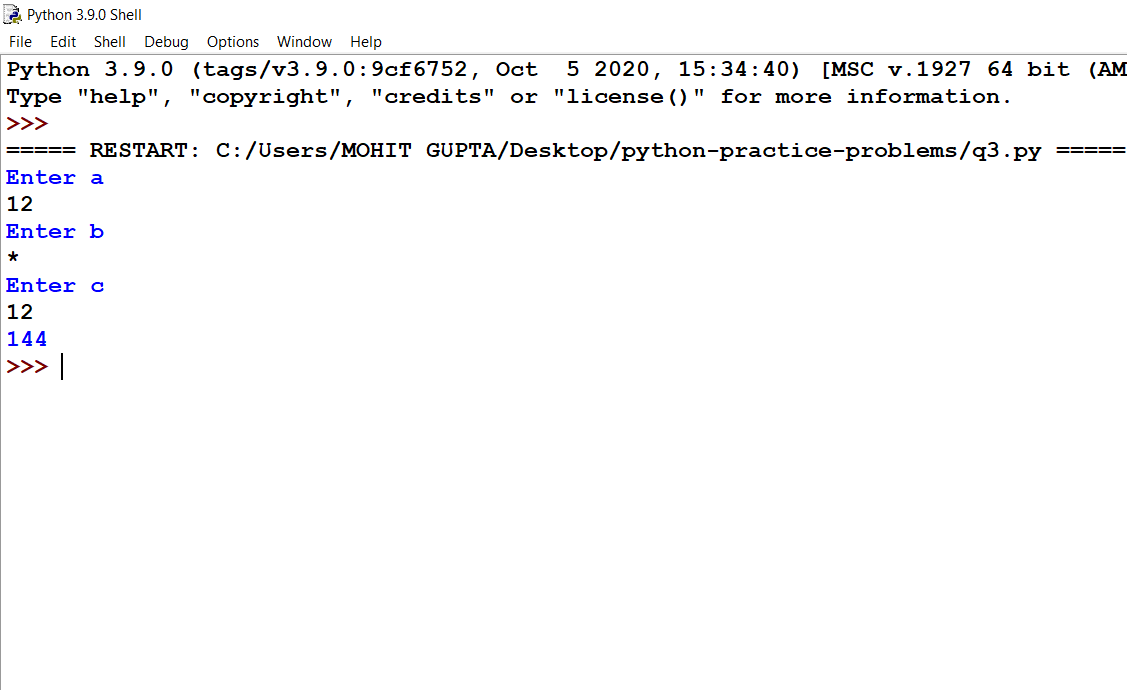 Python 3.9.0 Shell
File Edit Shell Debug Options Window Help
Python 3.9.0 (tags/v3.9.0:9cf6752, Oct  5 2020, 15:34:40) [MSC v.1927 64 bit (AM
Type "help", "copyright", "credits" or "license()" for more information.
>>>
===== RESTART: C:/Users/MOHIT GUPTA/Desktop/python-practice-problems/q3.py =====
Enter a
12
Enter b
*
Enter c
12
144
>>>